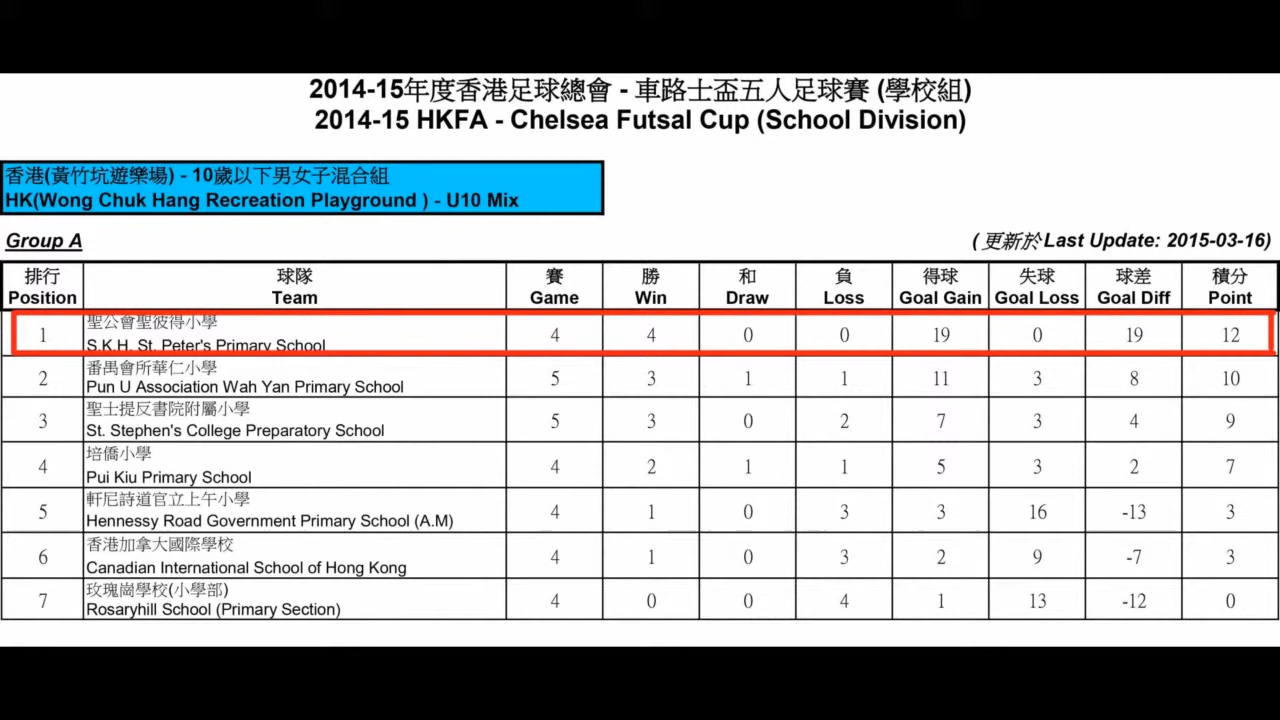 2014-15年度香港足球總會 - 車路士盃五人足球賽 (學校組)
2014-15 HKFA - Chelsea Futsal Cup (School Division)
香港(黃竹坑遊樂場) - 10歲以下男女子混合組
HK(Wong Chuk Hang Recreation Playground ) - U10 Mix
Group A
( 更新於 Last Update: 2015-03-16)
排行 球隊 賽 勝 和 負 得球 失球 球差 積分
Position Team Game Win Draw Loss Goal Gain Goal Loss Goal Diff Point
聖公會聖彼得小學
1 S.K.H. St. Peter's Primary School 4 4 0 0 19 0 19 12
番禺會所華仁小學
2 Pun U Association Wah Yan Primary School 5 3 1 1 11 3 8 10
聖士提反書院附屬小學
3 St. Stephen's College Preparatory School 5 3 0 2 7 3 4 9
培僑小學
4 Pui Kiu Primary School 4 2 1 1 5 3 2 7
軒尼詩道官立上午小學
5 Hennessy Road Government Primary School (A.M) 4 1 0 3 3 16 -13 3
香港加拿大國際學校
6 Canadian International School of Hong Kong 4 1 0 3 2 9 -7 3
玫瑰崗學校(小學部)
7 Rosaryhill School (Primary Section) 4 0 0 4 1 13 -12 0